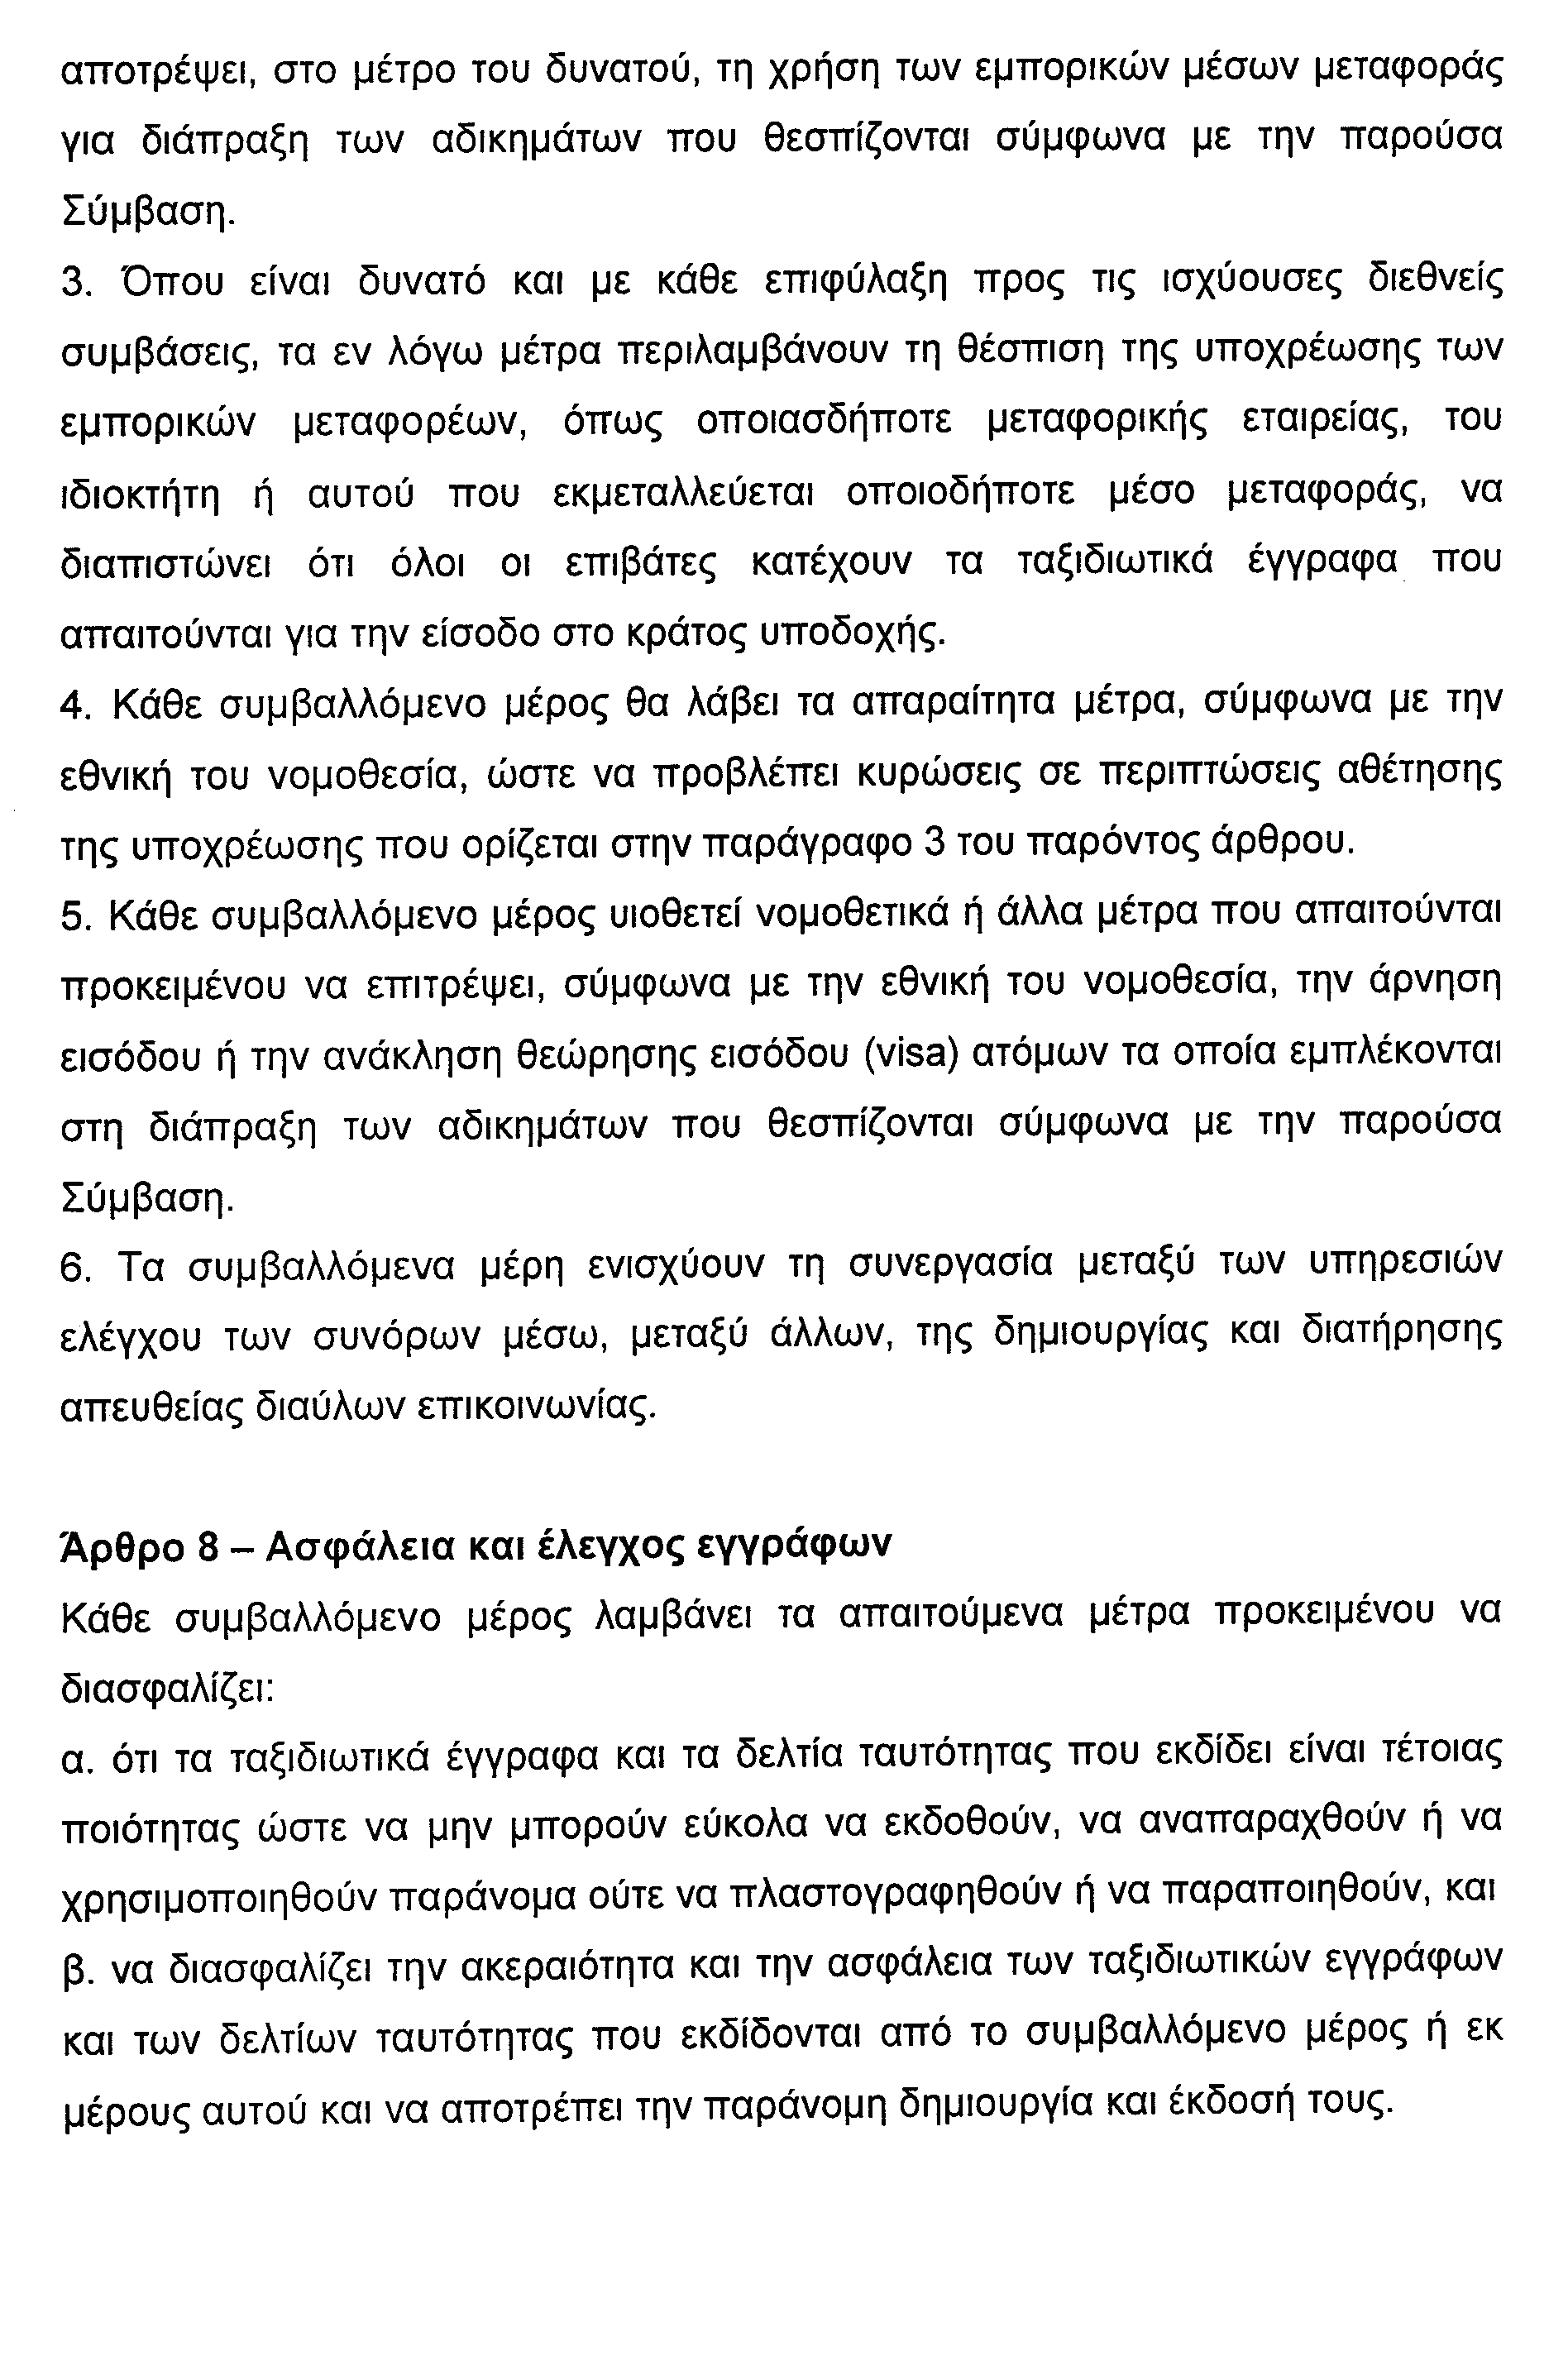 αποτρέψει, στο μέτρο του δυνατού, τη χρήση των εμπορικών μέσων μεταφοράς
για διάπραξη των αδικημάτων που θεσπίζονται σύμφωνα με την παρούσα
Σύμβαση.
3. Όπου είναι δυνατό και με κάθε επιφύλαξη προς τις ισχύουσες διεθνείς
συμβάσεις, τα εν λόγω μέτρα περιλαμβάνουν τη θέσπιση της υποχρέωσης των
εμπορικών μεταφορέων, όπως οποιασδήποτε μεταφορικής εταιρείας, του
ιδιοκτήτη ή αυτού που εκμεταλλεύεται οποιοδήποτε μέσο μεταφοράς, να
διαπιστώνει ότι όλοι οι επιβάτες κατέχουν τα ταξιδιωτικά έγγραφα που
απαιτούνται για την είσοδο στο κράτος υποδοχής.
4. Κάθε συμβαλλόμενο μέρος θα λάβει τα απαραίτητα μέτρα, σύμφωνα με την
εθνική του νομοθεσία, ώστε να προβλέπει κυρώσεις σε περιπτώσεις αθέτησης
της υποχρέωσης που ορίζεται στην παράγραφο 3 του παρόντος άρθρου.
5. Κάθε συμβαλλόμενο μέρος υιοθετεί νομοθετικά ή άλλα μέτρα που απαιτούνται
προκειμένου να επιτρέψει, σύμφωνα με την εθνική του νομοθεσία, την άρνηση
εισόδου ή την ανάκληση θεώρησης εισόδου (visa) ατόμων τα οποία εμπλέκονται
στη διάπραξη των αδικημάτων που θεσπίζονται σύμφωνα με την παρούσα
Σύμβαση.
6. Τα συμβαλλόμενα μέρη ενισχύουν τη συνεργασία μεταξύ των υπηρεσιών
ελέγχου των συνόρων μέσω, μεταξύ άλλων, της δημιουργίας και διατήρησης
απευθείας διαύλων επικοινωνίας.
Άρθρο 8 – Ασφάλεια και έλεγχος εγγράφων
Κάθε συμβαλλόμενο μέρος λαμβάνει τα απαιτούμενα μέτρα προκειμένου να
διασφαλίζει:
α. ότι τα ταξιδιωτικά έγγραφα και τα δελτία ταυτότητας που εκδίδει είναι τέτοιας
ποιότητας ώστε να μην μπορούν εύκολα να εκδοθούν, να αναπαραχθούν ή να
χρησιμοποιηθούν παράνομα ούτε να πλαστογραφηθούν ή να παραποιηθούν, και
β. να διασφαλίζει την ακεραιότητα και την ασφάλεια των ταξιδιωτικών εγγράφων
και των δελτίων ταυτότητας που εκδίδονται από το συμβαλλόμενο μέρος ή εκ
μέρους αυτού και να αποτρέπει την παράνομη δημιουργία και έκδοσή τους.